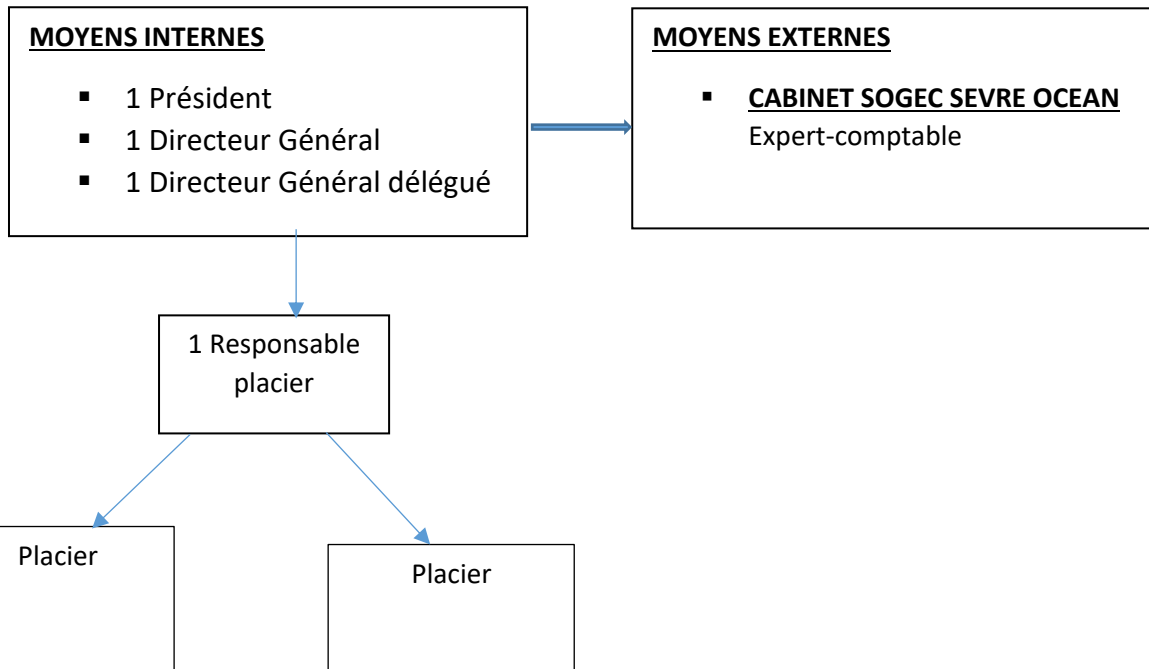 MOYENS INTERNES
▪ 1 Président
▪ 1 Directeur Général
▪ 1 Directeur Général délégué
MOYENS EXTERNES
▪ CABINET SOGEC SEVRE OCEAN
Expert-comptable
1 Responsable
placier
Placier
Placier